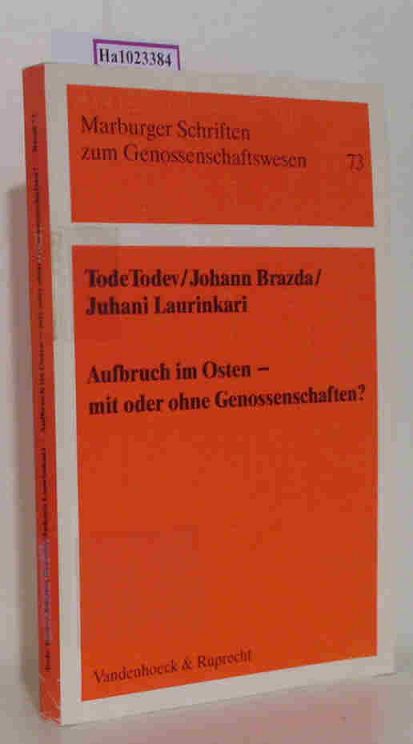 Ha1023384
Marburger Schriften
zum Genossenschaftswesen 73
Tode Todev/Johann Brazda/
Juhani Laurinkari
Aufbruch im Osten –
mit oder ohne Genossenschaften?
Vandenhoeck & Ruprecht